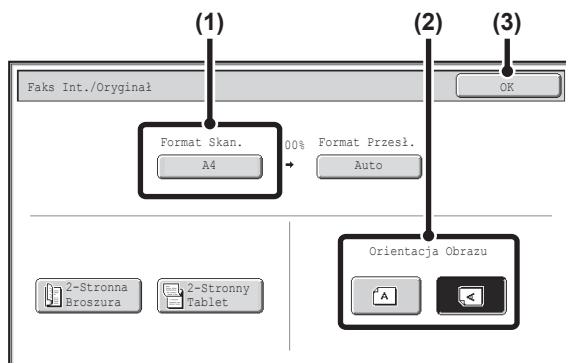 (1) (2) (3)
Faks Int./Oryginał OK
Format Skan. 00% Format Przesł.
A4 → Auto
Orientacja Obrazu
2-Stronna
Broszura
2-Stronny
Tablet
A A